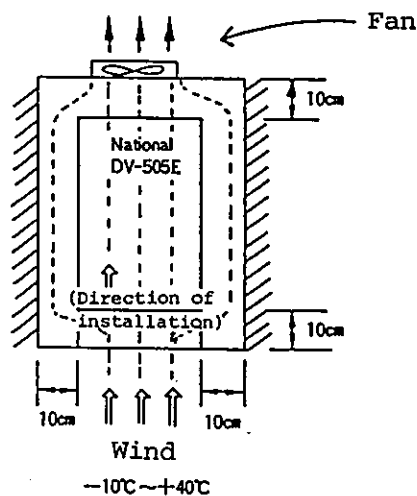 Fan
10cm
National
DV-505E
(Direction of
installation)
10cm
10cm
10cm
Wind
-10℃~+40℃